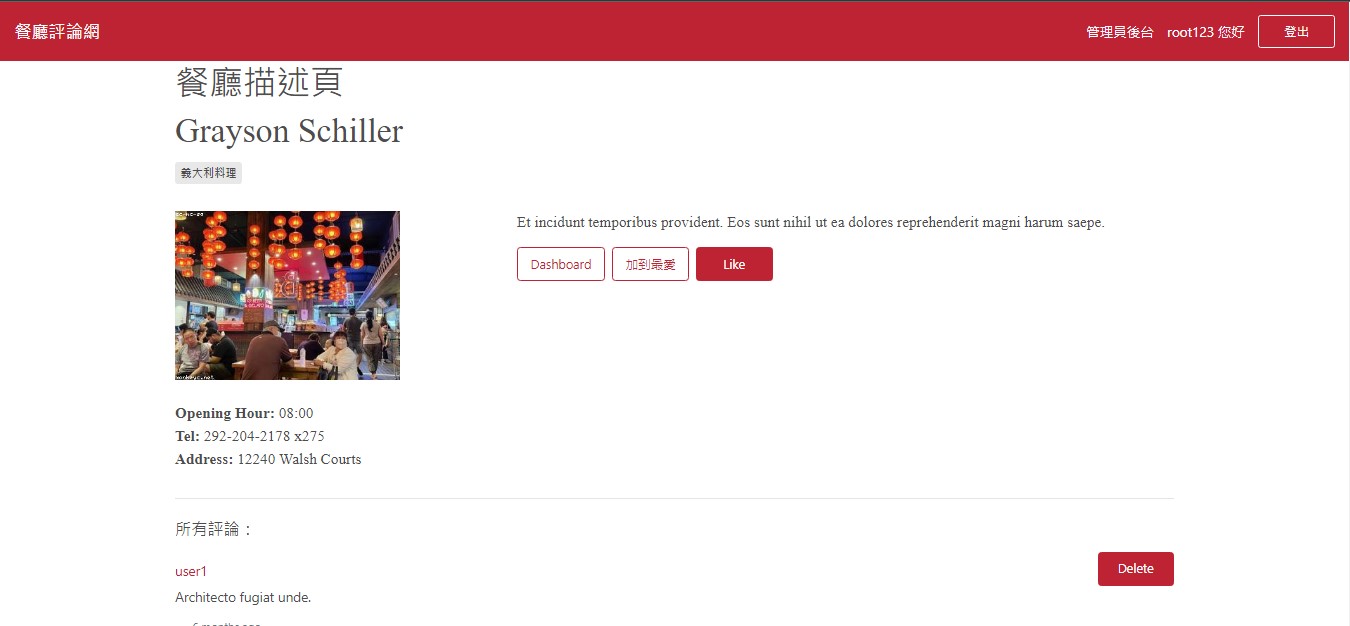 餐廳評論網
管理員後台 root123 您好 登出
餐廳描述頁
Grayson Schiller
義大利料理
Et incidunt temporibus provident. Eos sunt nihil ut ea dolores reprehenderit magni harum saepe.
Dashboard 加到最愛 Like
Opening Hour: 08:00
Tel: 292-204-2178 x275
Address: 12240 Walsh Courts
所有評論：
user1
Delete
Architecto fugiat unde.